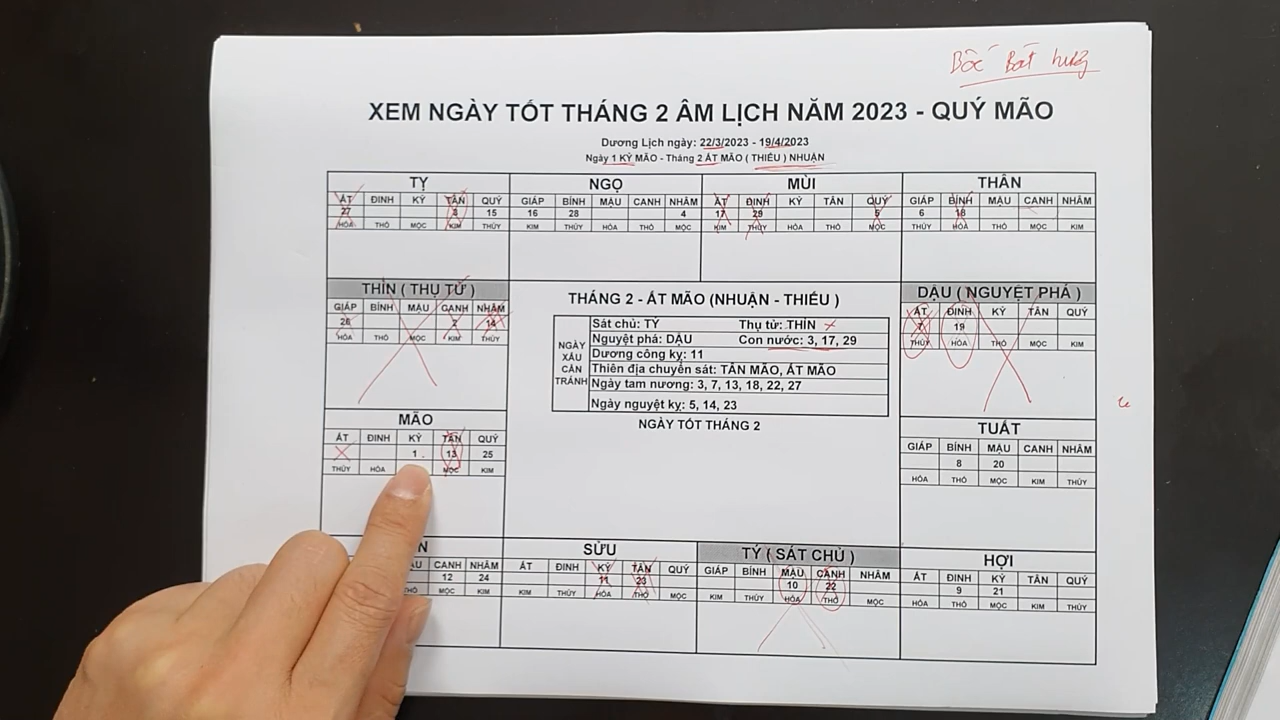 Bốc Bát hương
XEM NGÀY TỐT THÁNG 2 ÂM LỊCH NĂM 2023 - QUÝ MÃO
Dương Lịch ngày: 22/3/2023 - 19/4/2023
Ngày 1 KỶ MÃO - Tháng 2 ẤT MÃO ( THIẾU ) NHUẬN
TỴ
ẤT ĐINH KỶ TÂN QUÝ
27 3 15
HỎA THỔ MỘC KIM THỦY
NGỌ
GIÁP BÍNH MẬU CANH NHÂM
16 28 4
KIM THỦY HỎA THỔ MỘC
MÙI
ẤT ĐINH KỶ TÂN QUÝ
17 29 5
KIM THỦY HỎA THỔ MỘC
THÂN
GIÁP BÍNH MẬU CANH NHÂM
6 18
THỦY HỎA THỔ MỘC KIM
THÌN ( THỤ TỬ )
GIÁP BÍNH MẬU CANH NHÂM
26 2 14
HỎA THỔ MỘC KIM THỦY
THÁNG 2 - ẤT MÃO (NHUẬN - THIẾU )
NGÀY XẤU CẦN TRÁNH
Sát chủ: TÝ Thụ tử: THÌN
Nguyệt phá: DẬU Con nước: 3, 17, 29
Dương công kỵ: 11
Thiên địa chuyển sát: TÂN MÃO, ẤT MÃO
Ngày tam nương: 3, 7, 13, 18, 22, 27
Ngày nguyệt kỵ: 5, 14, 23
NGÀY TỐT THÁNG 2
DẬU ( NGUYỆT PHÁ )
ẤT ĐINH KỶ TÂN QUÝ
7 19
THỦY HỎA THỔ MỘC KIM
MÃO
ẤT ĐINH KỶ TÂN QUÝ
1 13 25
THỦY HỎA MỘC KIM
TUẤT
GIÁP BÍNH MẬU CANH NHÂM
8 20
HỎA THỔ MỘC KIM THỦY
CANH NHÂM
12 24
THỔ MỘC KIM
SỬU
ẤT ĐINH KỶ TÂN QUÝ
11 23
KIM THỦY HỎA THỔ MỘC
TÝ ( SÁT CHỦ )
GIÁP BÍNH MẬU CANH NHÂM
10 22
KIM THỦY HỎA THỔ MỘC
HỢI
ẤT ĐINH KỶ TÂN QUÝ
9 21
HỎA THỔ MỘC KIM THỦY